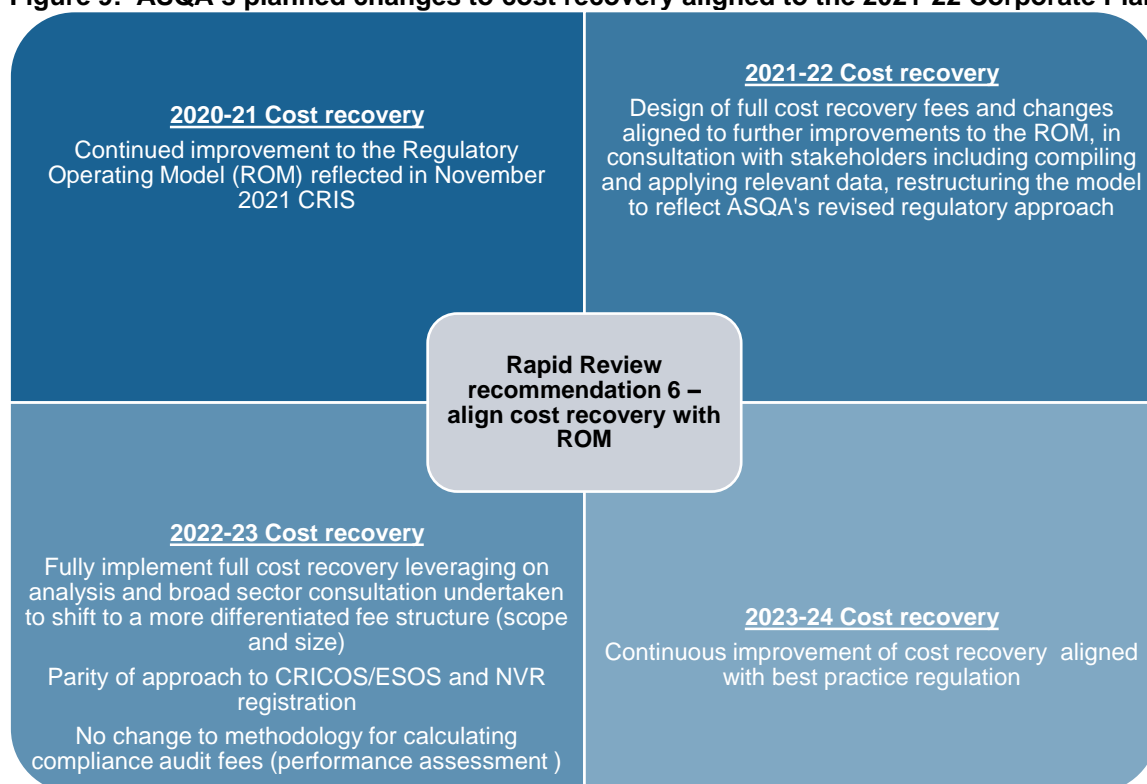 Figure 9: ASQA's planned changes to cost recovery aligned to the 2021-22 Corporate Plan
2020-21 Cost recovery
Continued improvement to the Regulatory
Operating Model (ROM) reflected in November
2021 CRIS
2021-22 Cost recovery
Design of full cost recovery fees and changes
aligned to further improvements to the ROM, in
consultation with stakeholders including compiling
and applying relevant data, restructuring the model
to reflect ASQA's revised regulatory approach
Rapid Review
recommendation 6 –
align cost recovery with
ROM
2022-23 Cost recovery
Fully implement full cost recovery leveraging on
analysis and broad sector consultation undertaken
to shift to a more differentiated fee structure (scope
and size)
Parity of approach to CRICOS/ESOS and NVR
registration
No change to methodology for calculating
compliance audit fees (performance assessment )
2023-24 Cost recovery
Continuous improvement of cost recovery  aligned
with best practice regulation